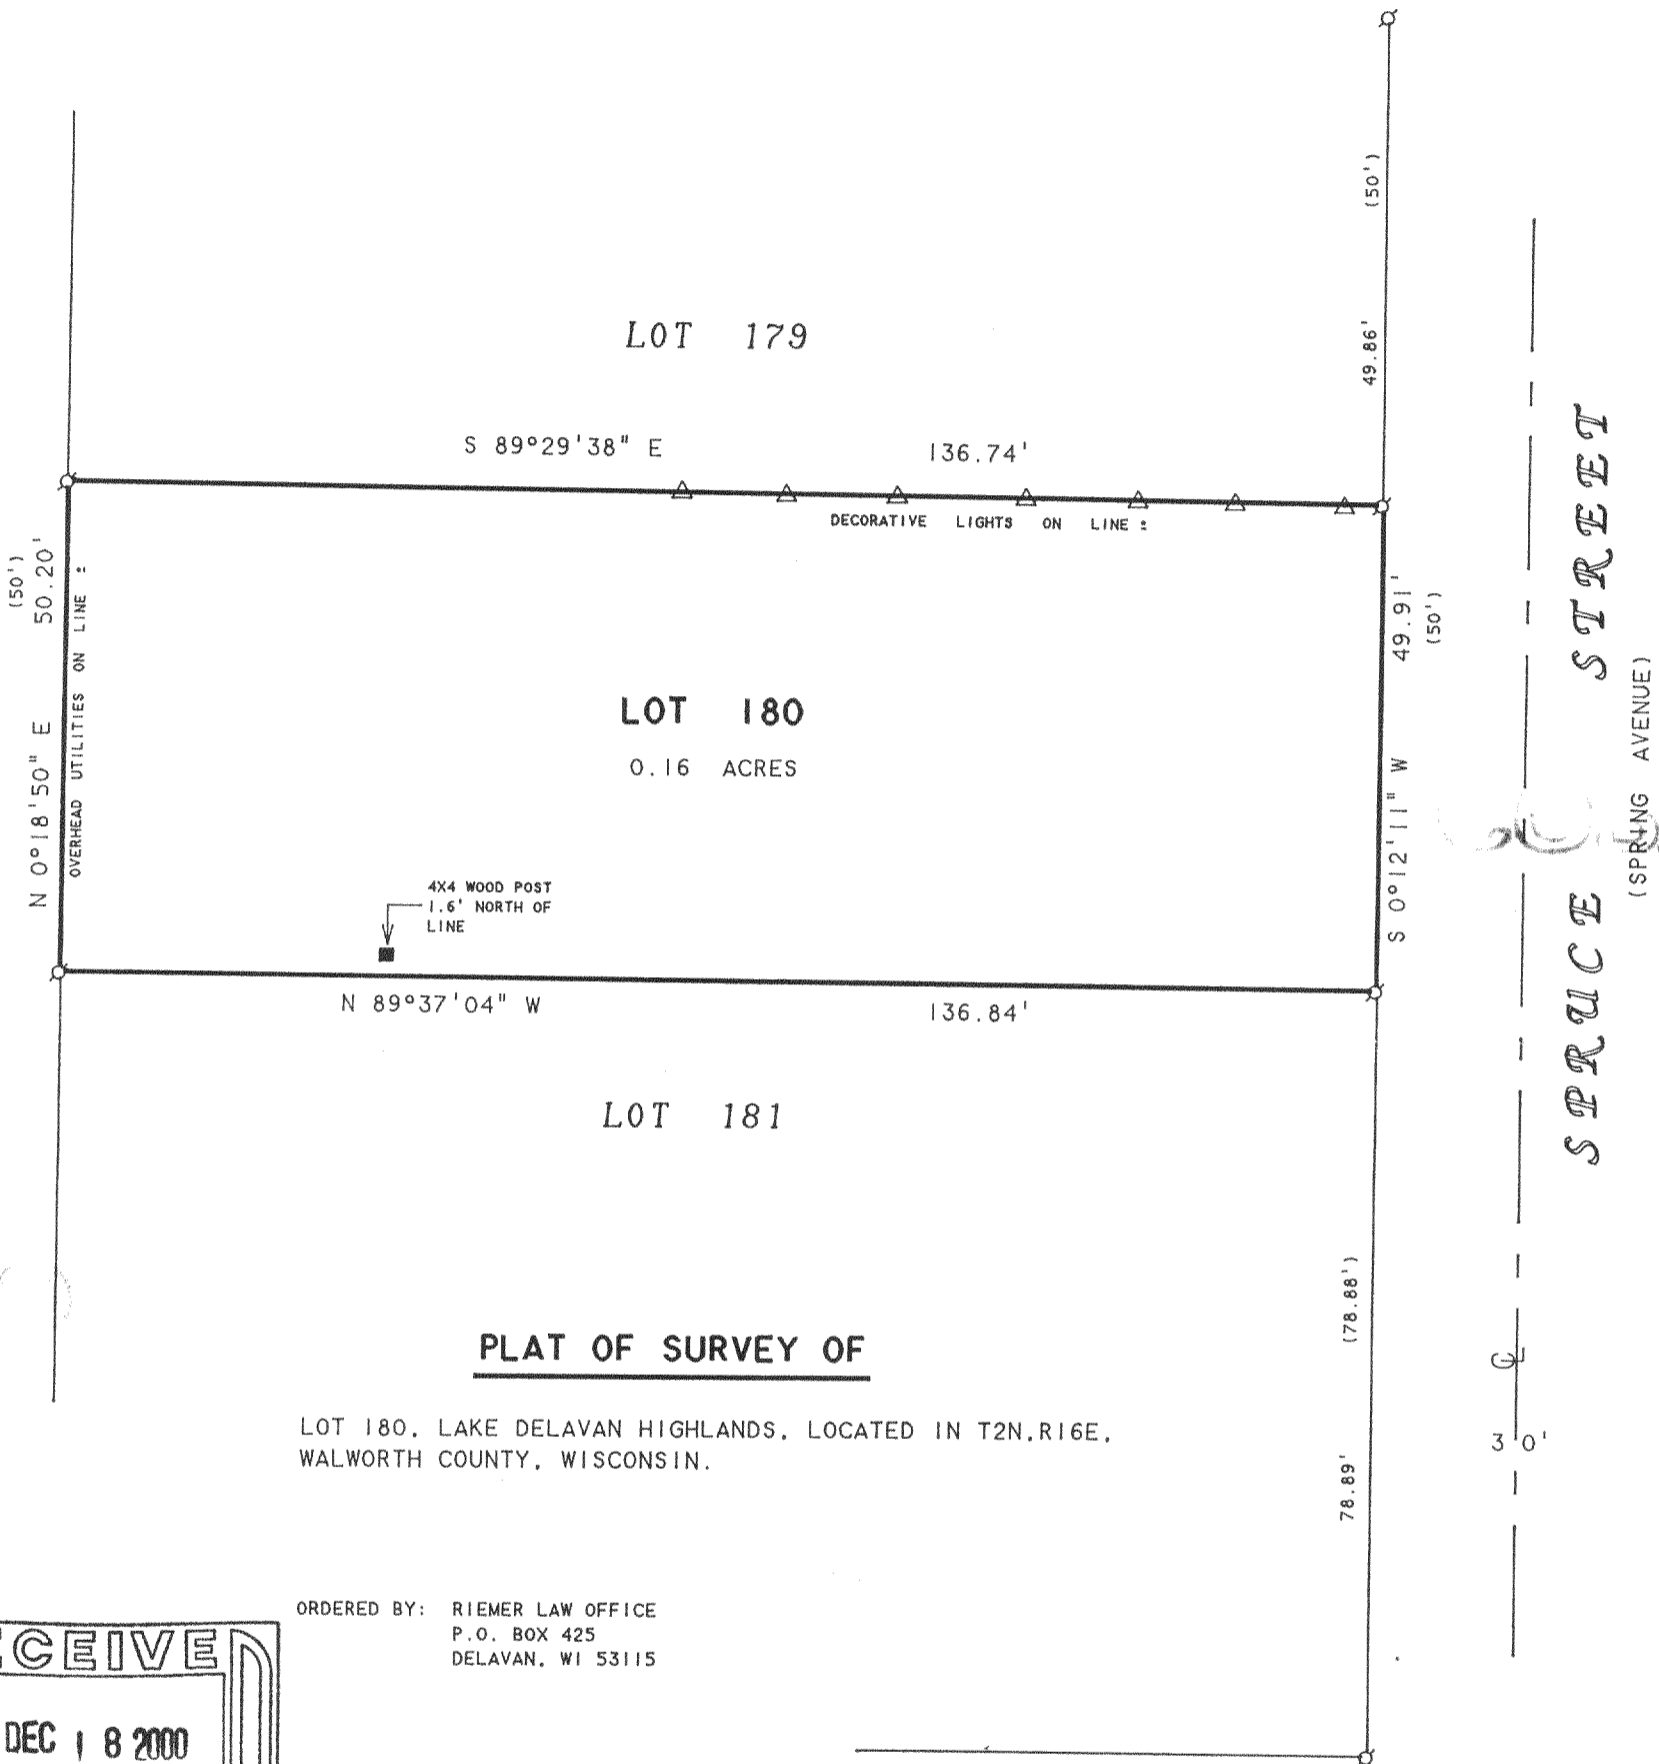 (50')
49.86'
LOT 179
S 89°29'38" E 136.74'
DECORATIVE LIGHTS ON LINE ±
(50')
N 0°18'50" E 50.20'
OVERHEAD UTILITIES ON LINE ±
LOT 180
0.16 ACRES
S 0°12'11" W 49.91'
(50')
SPRUCE STREET
(SPRING AVENUE)
4X4 WOOD POST
1.6' NORTH OF
LINE
N 89°37'04" W 136.84'
LOT 181
(78.88')
78.89'
30'
PLAT OF SURVEY OF
LOT 180, LAKE DELAVAN HIGHLANDS, LOCATED IN T2N,R16E,
WALWORTH COUNTY, WISCONSIN.
ORDERED BY: RIEMER LAW OFFICE
P.O. BOX 425
DELAVAN, WI 53115
CEIVED
DEC 18 2000